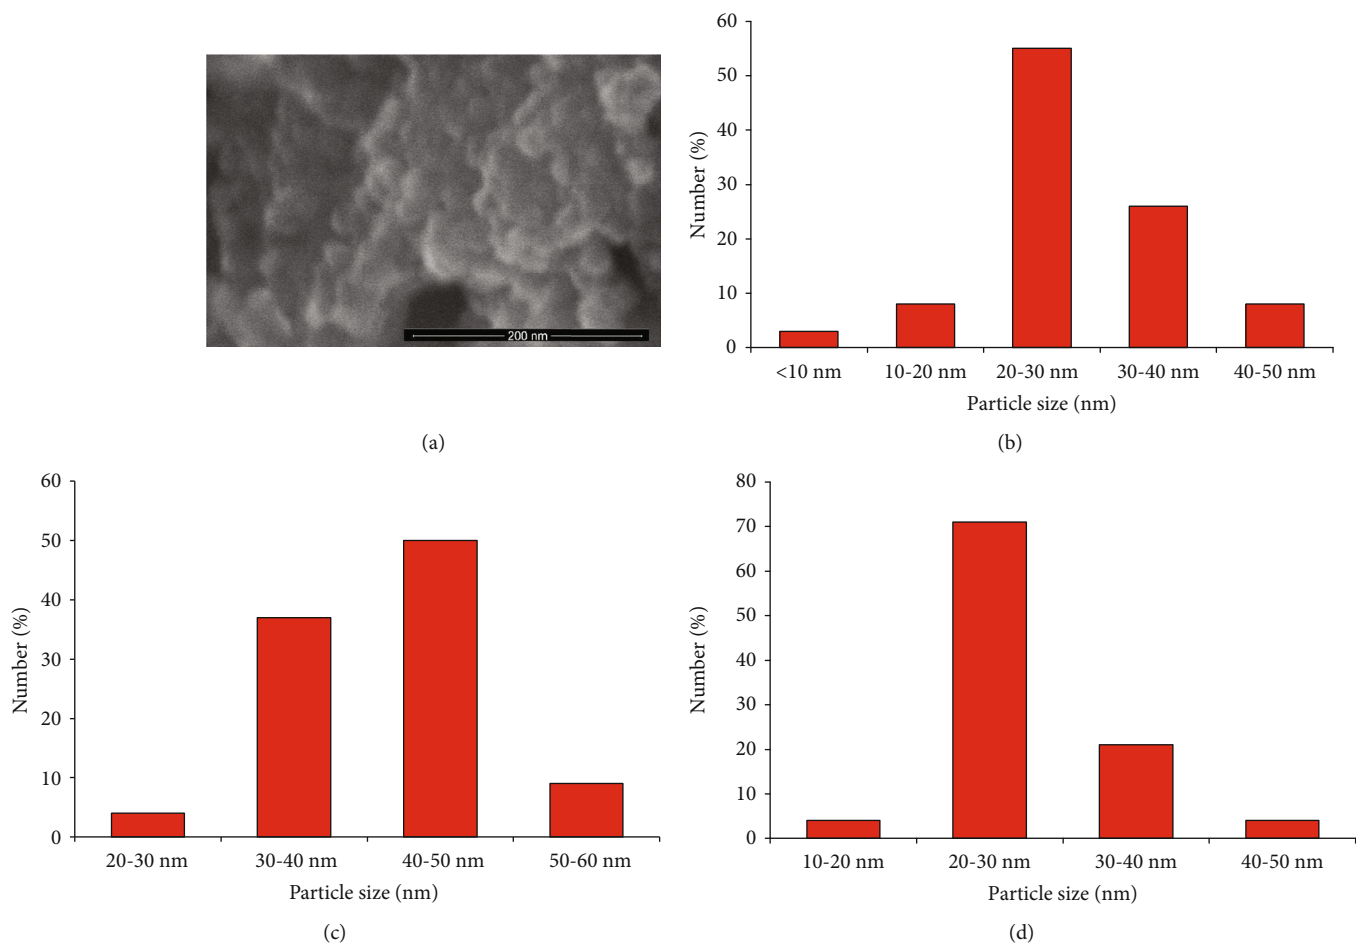 200 nm
(a)
60
50
40
30
20
10
0
Number (%)
<10 nm 10-20 nm 20-30 nm 30-40 nm 40-50 nm
Particle size (nm)
(b)
60
50
40
30
20
10
0
Number (%)
20-30 nm 30-40 nm 40-50 nm 50-60 nm
Particle size (nm)
(c)
80
70
60
50
40
30
20
10
0
Number (%)
10-20 nm 20-30 nm 30-40 nm 40-50 nm
Particle size (nm)
(d)